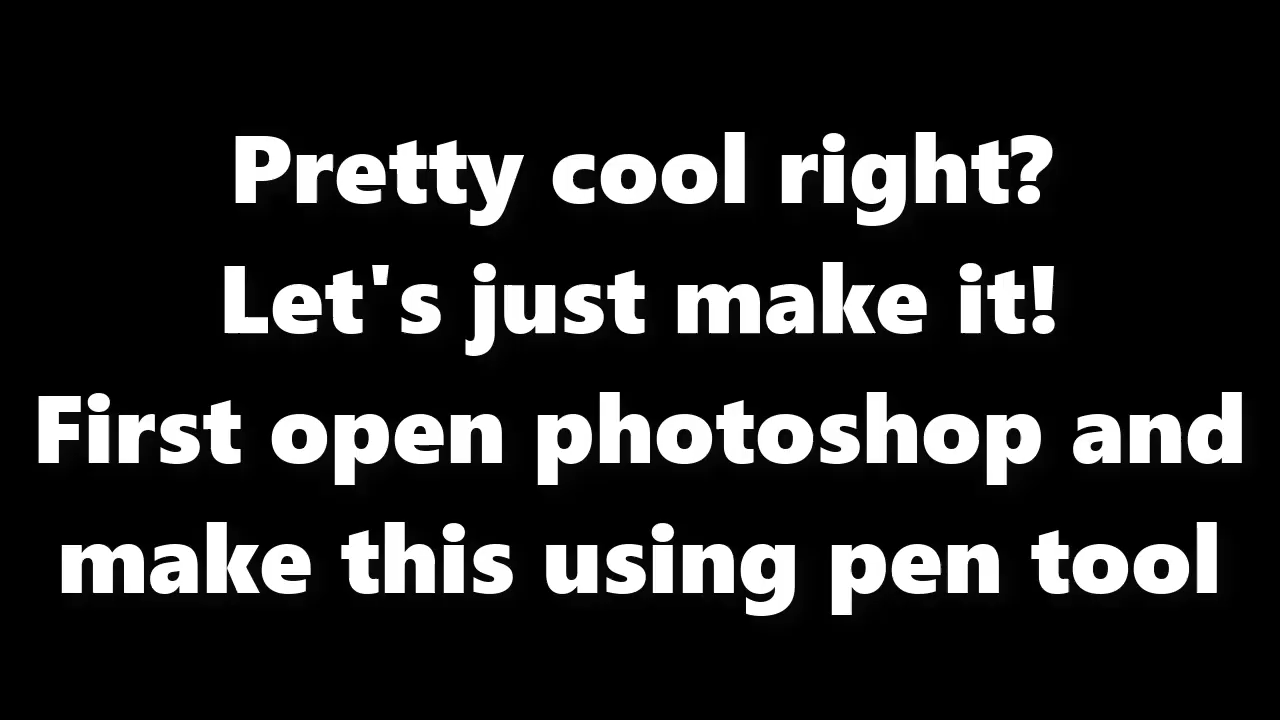 Pretty cool right?
Let's just make it!
First open photoshop and
make this using pen tool